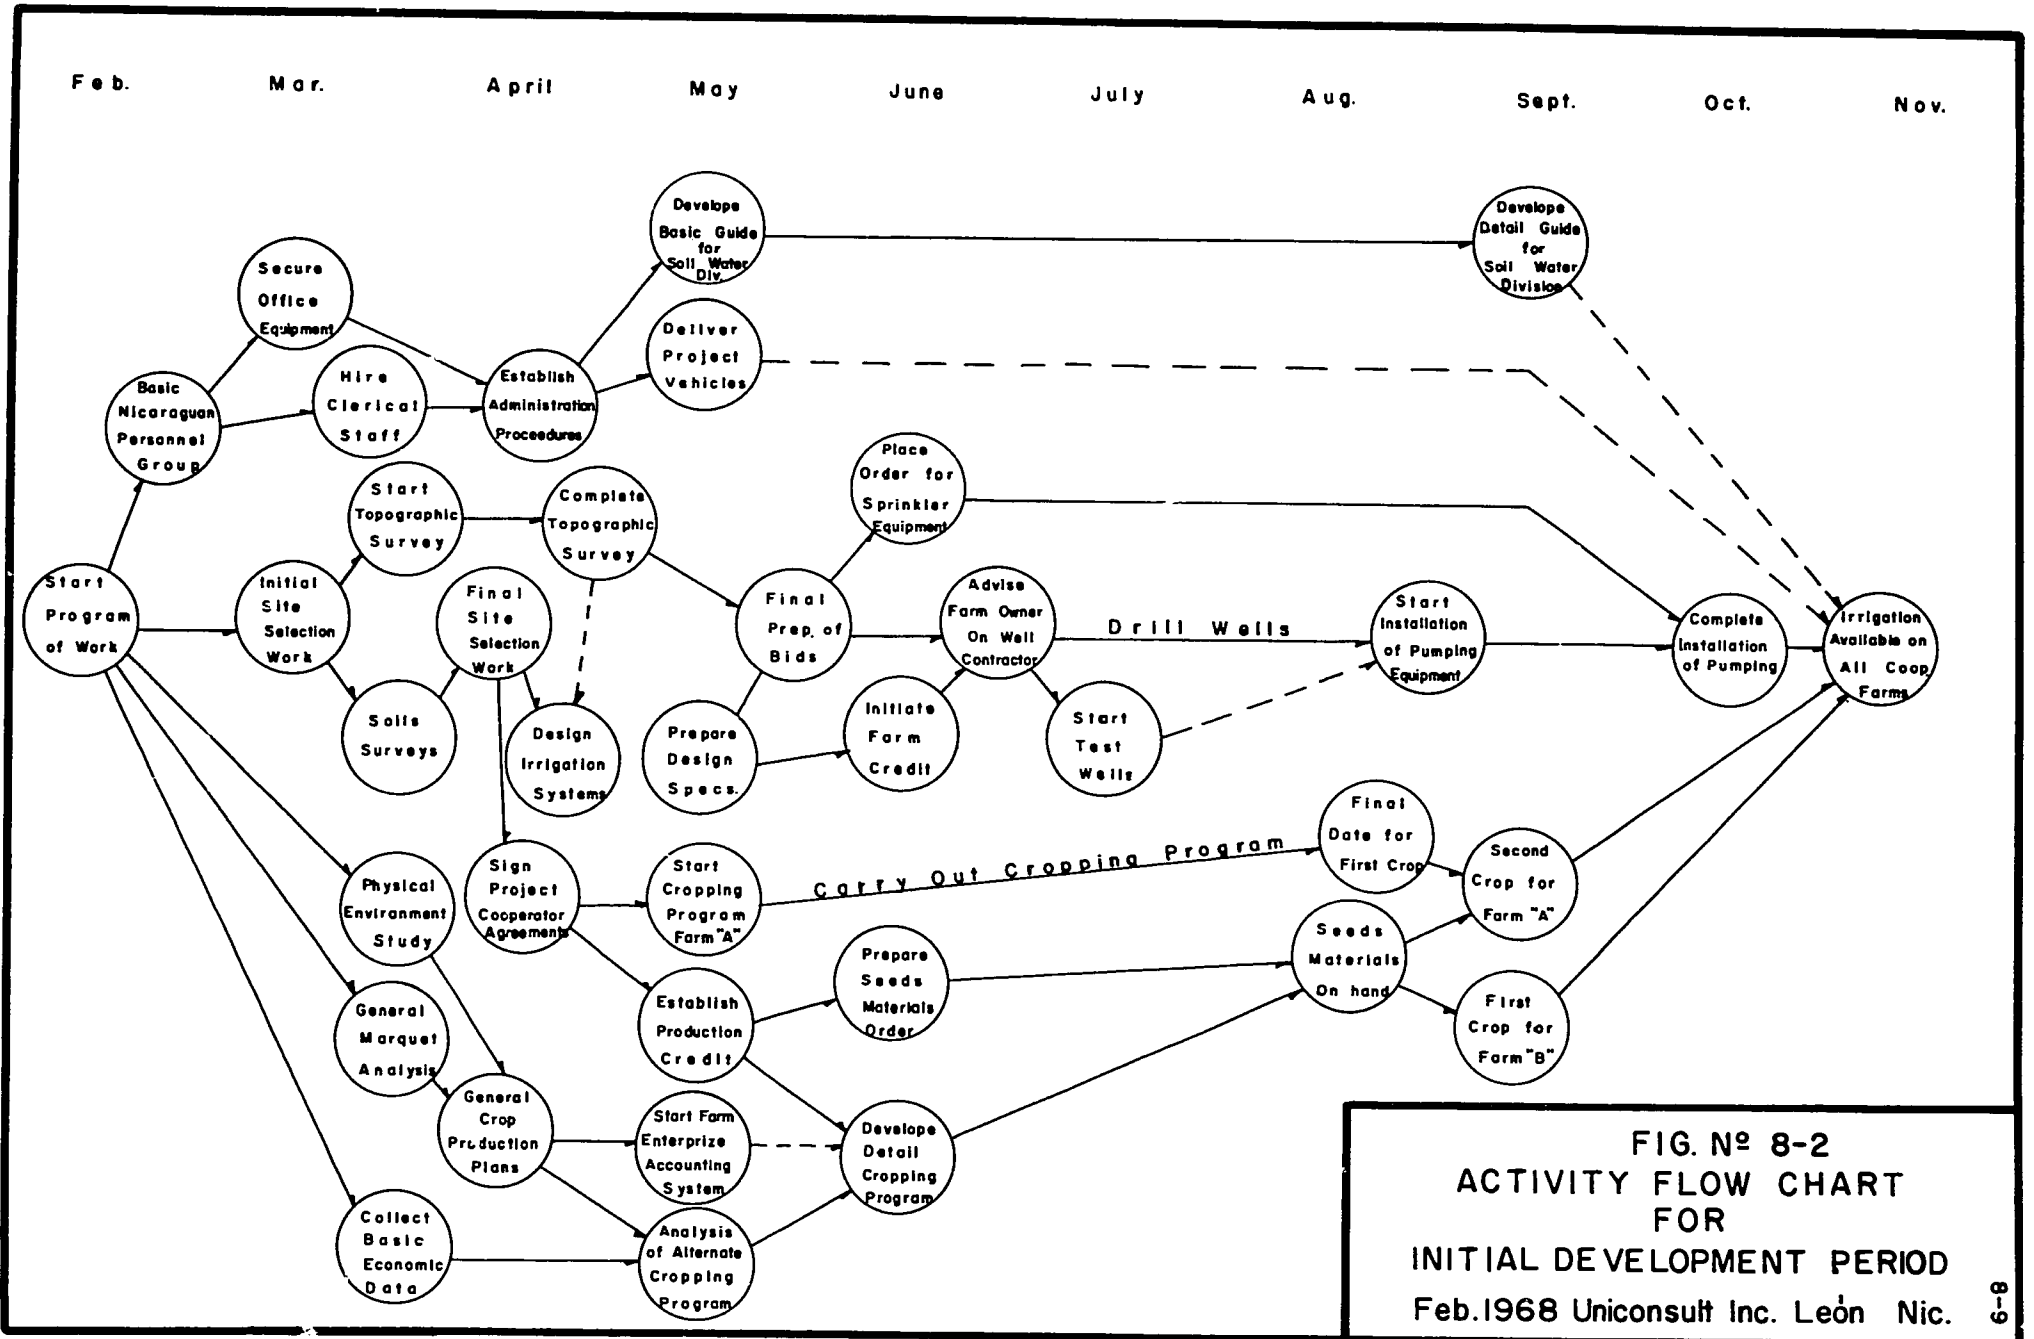 Feb. Mar. April May June July Aug. Sept. Oct. Nov.
Develope
Basic Guide
for
Soil Water
Div.
Develope
Detail Guide
for
Soil Water
Division
Secure
Office
Equipment
Deliver
Project
Vehicles
Basic
Nicaraguan
Persannel
Group
Hire
Clerical
Staff
Establish
Administration
Proceedures
Place
Order for
Sprinkler
Equipment
Start
Topographic
Survey
Complete
Topographic
Survey
Start
Program
of Work
Initial
Site
Selection
Work
Final
Site
Selection
Work
Final
Prep. of
Bids
Advise
Farm Owner
On Well
Contractor
Drill Wells
Start
Installation
of Pumping
Equipment
Complete
Installation
of Pumping
Irrigation
Available on
All Coop.
Farms
Soils
Surveys
Design
Irrigation
Systems
Prepare
Design
Specs.
Initiate
Farm
Credit
Start
Test
Wells
Physical
Enviranment
Study
Sign
Project
Cooperator
Agreements
Start
Cropping
Program
Farm "A"
Carry Out Cropping Program
Final
Date for
First Crop
Second
Crop for
Farm "A"
General
Marquet
Analysis
Establish
Production
Credit
Prepare
Seeds
Materials
Order
Seeds
Materials
On hand
First
Crop for
Farm "B"
General
Crop
Production
Plans
Start Farm
Enterprize
Accounting
System
Develope
Detail
Cropping
Program
Collect
Basic
Economic
Data
Analysis
of Alternate
Cropping
Program
FIG. Nº 8-2
ACTIVITY FLOW CHART
FOR
INITIAL DEVELOPMENT PERIOD
Feb. 1968 Uniconsult Inc. León Nic.
8-9